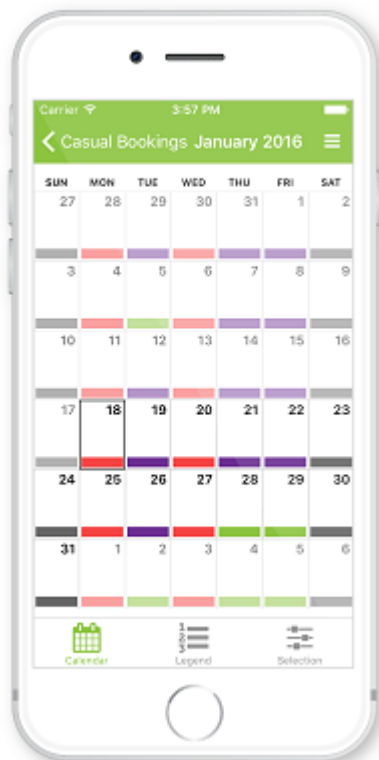 Carrier 3:57 PM
Casual Bookings January 2016
SUN MON TUE WED THU FRI SAT
27 28 29 30 31 1 2
3 4 5 6 7 8 9
10 11 12 13 14 15 16
17 18 19 20 21 22 23
24 25 26 27 28 29 30
31 1 2 3 4 5 6
1
2
3
Calendar Legend Selection